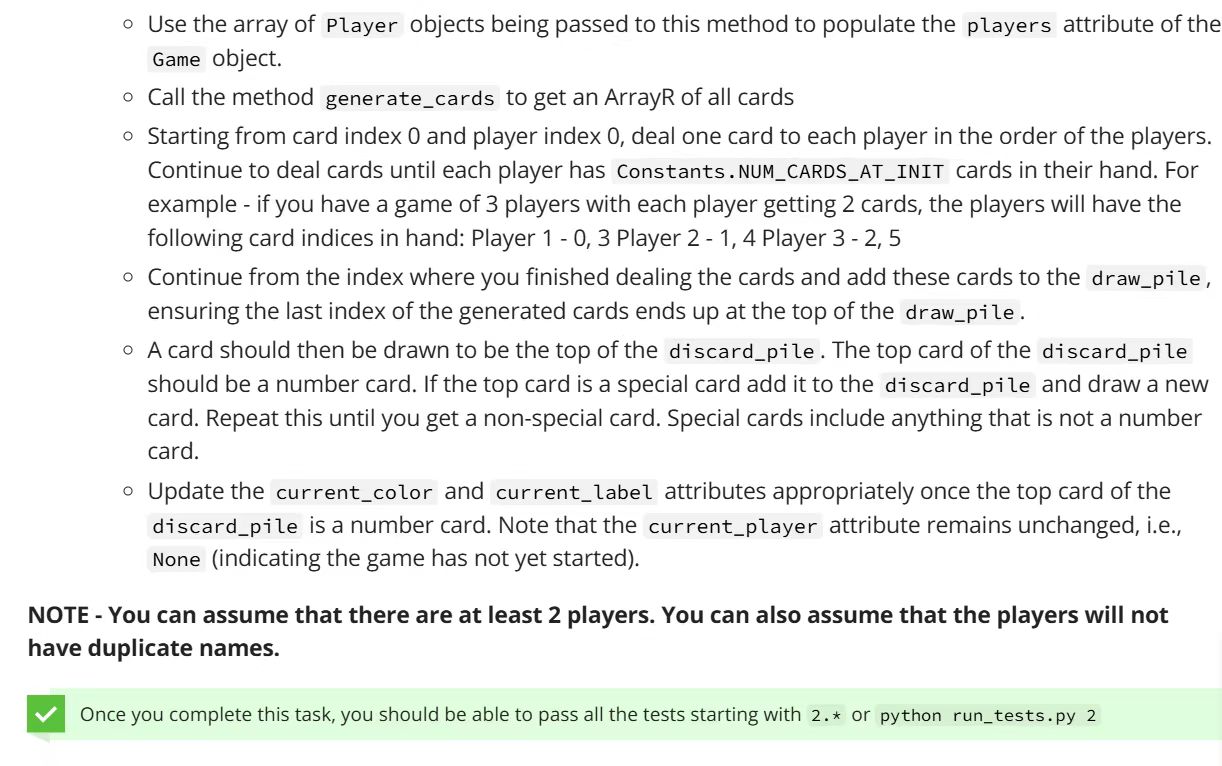 Use the array of Player objects being passed to this method to populate the players attribute of the
Game object.
Call the method generate_cards to get an ArrayR of all cards
Starting from card index 0 and player index 0, deal one card to each player in the order of the players.
Continue to deal cards until each player has Constants.NUM_CARDS_AT_INIT cards in their hand. For
example - if you have a game of 3 players with each player getting 2 cards, the players will have the
following card indices in hand: Player 1 - 0, 3 Player 2 - 1, 4 Player 3 - 2, 5
Continue from the index where you finished dealing the cards and add these cards to the draw_pile,
ensuring the last index of the generated cards ends up at the top of the draw_pile.
A card should then be drawn to be the top of the discard_pile. The top card of the discard_pile
should be a number card. If the top card is a special card add it to the discard_pile and draw a new
card. Repeat this until you get a non-special card. Special cards include anything that is not a number
card.
Update the current_color and current_label attributes appropriately once the top card of the
discard_pile is a number card. Note that the current_player attribute remains unchanged, i.e.,
None (indicating the game has not yet started).
NOTE - You can assume that there are at least 2 players. You can also assume that the players will not
have duplicate names.
Once you complete this task, you should be able to pass all the tests starting with 2.* or python run_tests.py 2